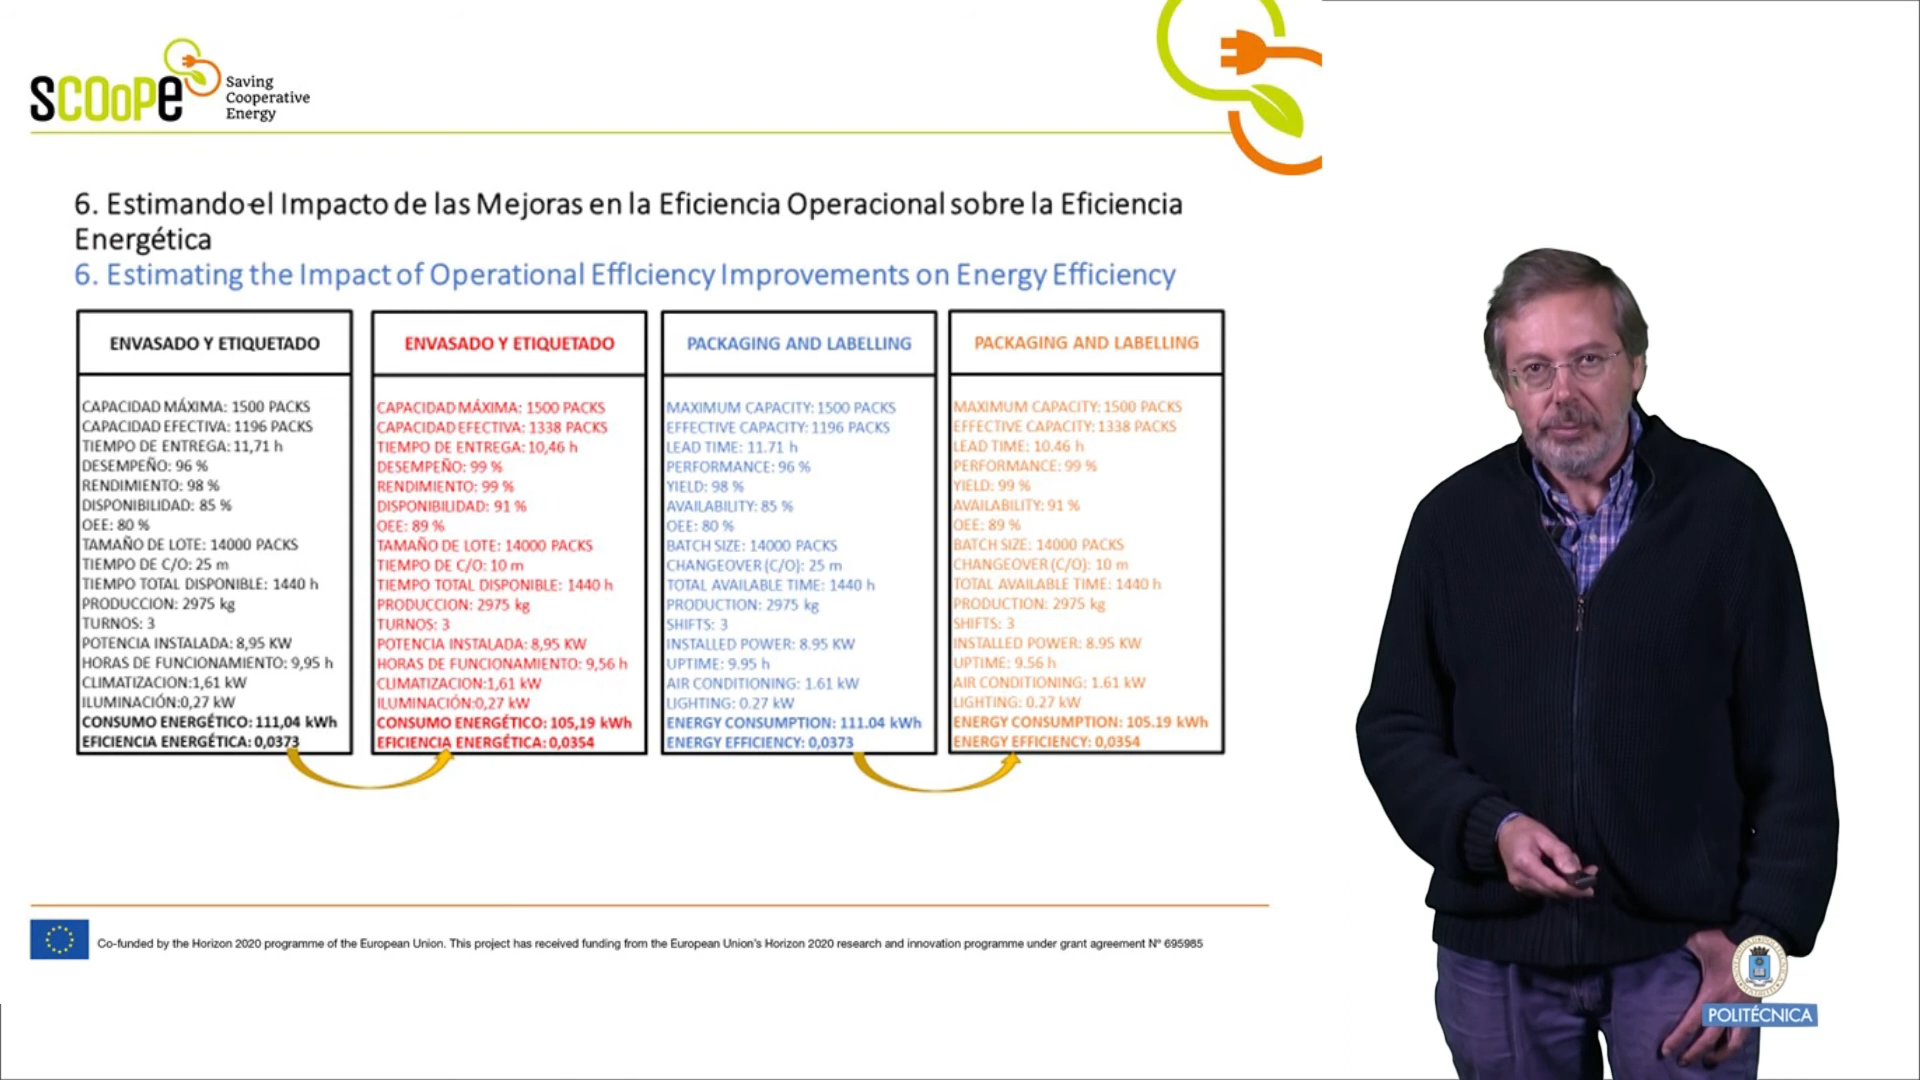 SCOOPE
Saving
Cooperative
Energy
6. Estimando el Impacto de las Mejoras en la Eficiencia Operacional sobre la Eficiencia
Energética
6. Estimating the Impact of Operational EffIciency Improvements on Energy Efficiency
ENVASADO Y ETIQUETADO
CAPACIDAD MÁXIMA: 1500 PACKS
CAPACIDAD EFECTIVA: 1196 PACKS
TIEMPO DE ENTREGA: 11,71 h
DESEMPEÑO: 96 %
RENDIMIENTO: 98 %
DISPONIBILIDAD: 85 %
OEE: 80 %
TAMAÑO DE LOTE: 14000 PACKS
TIEMPO DE C/O: 25 m
TIEMPO TOTAL DISPONIBLE: 1440 h
PRODUCCION: 2975 kg
TURNOS: 3
POTENCIA INSTALADA: 8,95 KW
HORAS DE FUNCIONAMIENTO: 9,95 h
CLIMATIZACION:1,61 kW
ILUMINACIÓN:0,27 kW
CONSUMO ENERGÉTICO: 111,04 kWh
EFICIENCIA ENERGÉTICA: 0,0373
ENVASADO Y ETIQUETADO
CAPACIDAD MÁXIMA: 1500 PACKS
CAPACIDAD EFECTIVA: 1338 PACKS
TIEMPO DE ENTREGA: 10,46 h
DESEMPEÑO: 99 %
RENDIMIENTO: 99 %
DISPONIBILIDAD: 91 %
OEE: 89 %
TAMAÑO DE LOTE: 14000 PACKS
TIEMPO DE C/O: 10 m
TIEMPO TOTAL DISPONIBLE: 1440 h
PRODUCCION: 2975 kg
TURNOS: 3
POTENCIA INSTALADA: 8,95 KW
HORAS DE FUNCIONAMIENTO: 9,56 h
CLIMATIZACION:1,61 kW
ILUMINACIÓN:0,27 kW
CONSUMO ENERGÉTICO: 105,19 kWh
EFICIENCIA ENERGÉTICA: 0,0354
PACKAGING AND LABELLING
MAXIMUM CAPACITY: 1500 PACKS
EFFECTIVE CAPACITY: 1196 PACKS
LEAD TIME: 11.71 h
PERFORMANCE: 96 %
YIELD: 98 %
AVAILABILITY: 85 %
OEE: 80 %
BATCH SIZE: 14000 PACKS
CHANGEOVER (C/O): 25 m
TOTAL AVAILABLE TIME: 1440 h
PRODUCTION: 2975 kg
SHIFTS: 3
INSTALLED POWER: 8.95 KW
UPTIME: 9.95 h
AIR CONDITIONING: 1.61 kW
LIGHTING: 0.27 kW
ENERGY CONSUMPTION: 111.04 kWh
ENERGY EFFICIENCY: 0,0373
PACKAGING AND LABELLING
MAXIMUM CAPACITY: 1500 PACKS
EFFECTIVE CAPACITY: 1338 PACKS
LEAD TIME: 10.46 h
PERFORMANCE: 99 %
YIELD: 99 %
AVAILABILITY: 91 %
OEE: 89 %
BATCH SIZE: 14000 PACKS
CHANGEOVER (C/O): 10 m
TOTAL AVAILABLE TIME: 1440 h
PRODUCTION: 2975 kg
SHIFTS: 3
INSTALLED POWER: 8.95 KW
UPTIME: 9.56 h
AIR CONDITIONING: 1.61 kW
LIGHTING: 0.27 kW
ENERGY CONSUMPTION: 105.19 kWh
ENERGY EFFICIENCY: 0,0354
Co-funded by the Horizon 2020 programme of the European Union. This project has received funding from the European Union's Horizon 2020 research and innovation programme under grant agreement Nº 695985
POLITÉCNICA